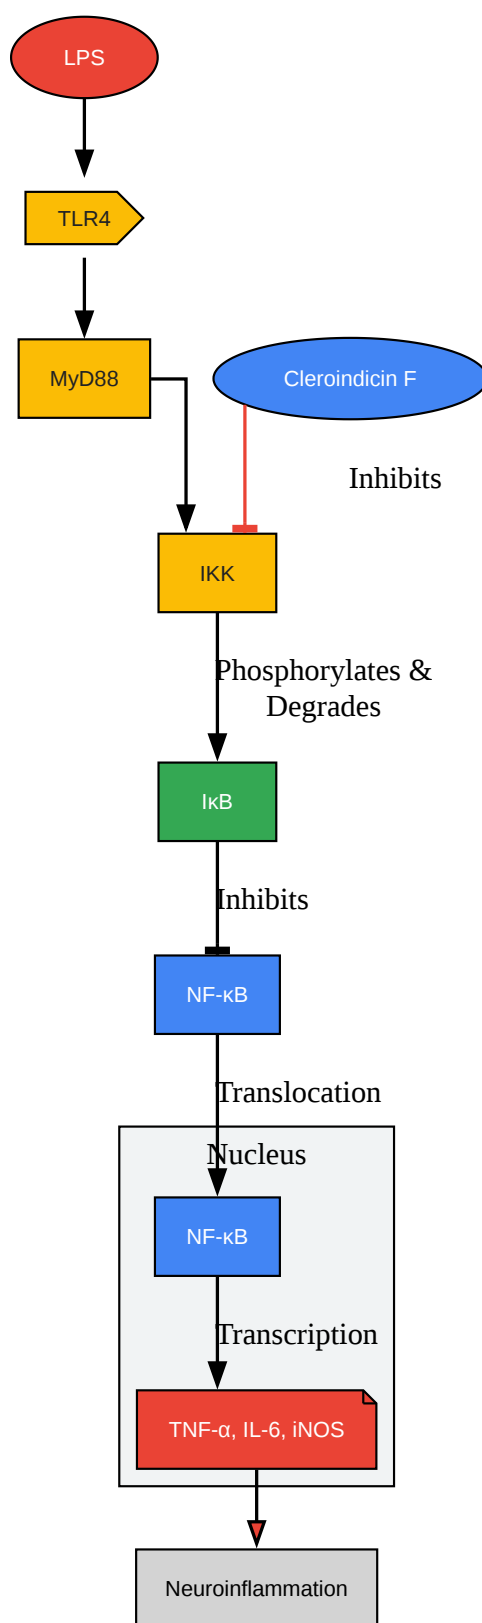 LPS
TLR4
MyD88
Cleroindicin F
Inhibits
IKK
Phosphorylates &
Degrades
IκB
Inhibits
NF-κB
Translocation
Nucleus
NF-κB
Transcription
TNF-α, IL-6, iNOS
Neuroinflammation